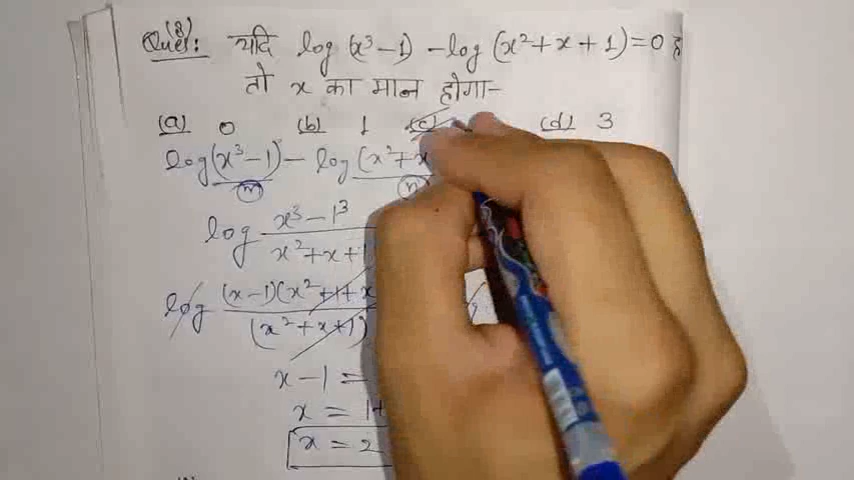 (8)
Ques: यदि log (x³-1) - log (x²+x+1)=0 ह
तो x का मान होगा-
(a) 0 (b) 1 (c) (d) 3
log(x³-1) - log (x²+x
(m) (n)
log x³-1³ / x²+x+1
log (x-1)(x²+1+x / (x²+x+1)
x-1 =
x = 1+
x = 2